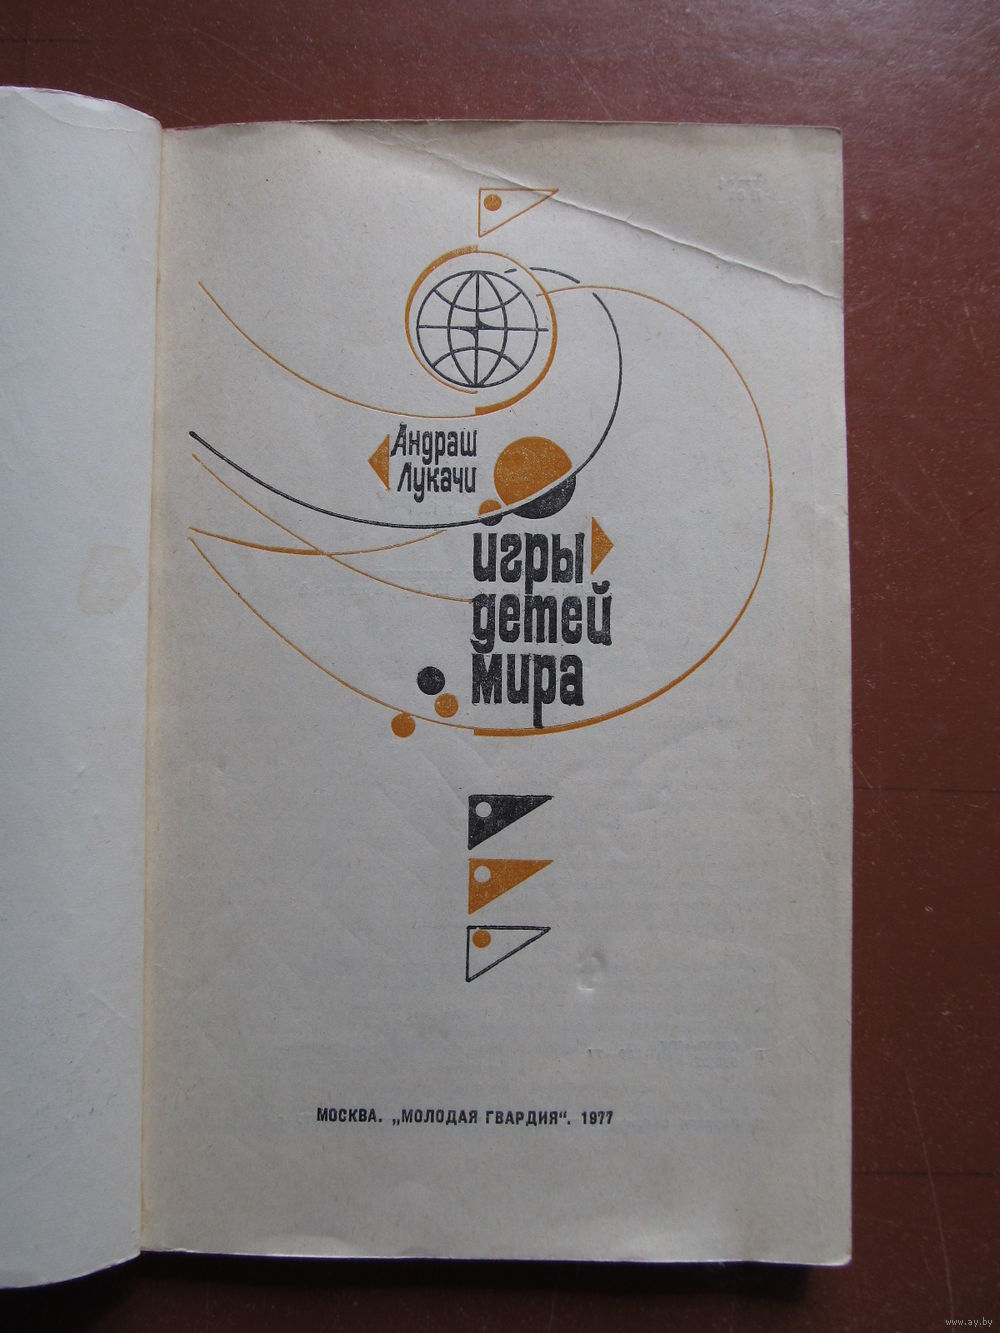 Андраш
Лукачи
игры
детей
мира
МОСКВА. „МОЛОДАЯ ГВАРДИЯ“. 1977
www.ay.by